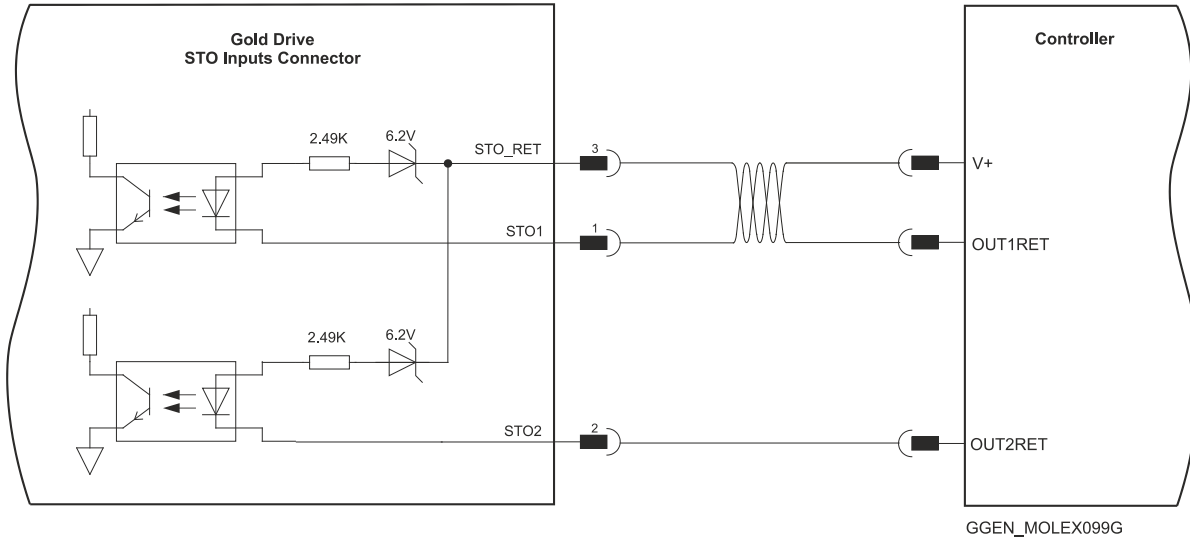 Gold Drive
STO Inputs Connector
Controller
2.49K
6.2V
STO_RET
3
V+
STO1
1
OUT1RET
2.49K
6.2V
STO2
2
OUT2RET
GGEN_MOLEX099G